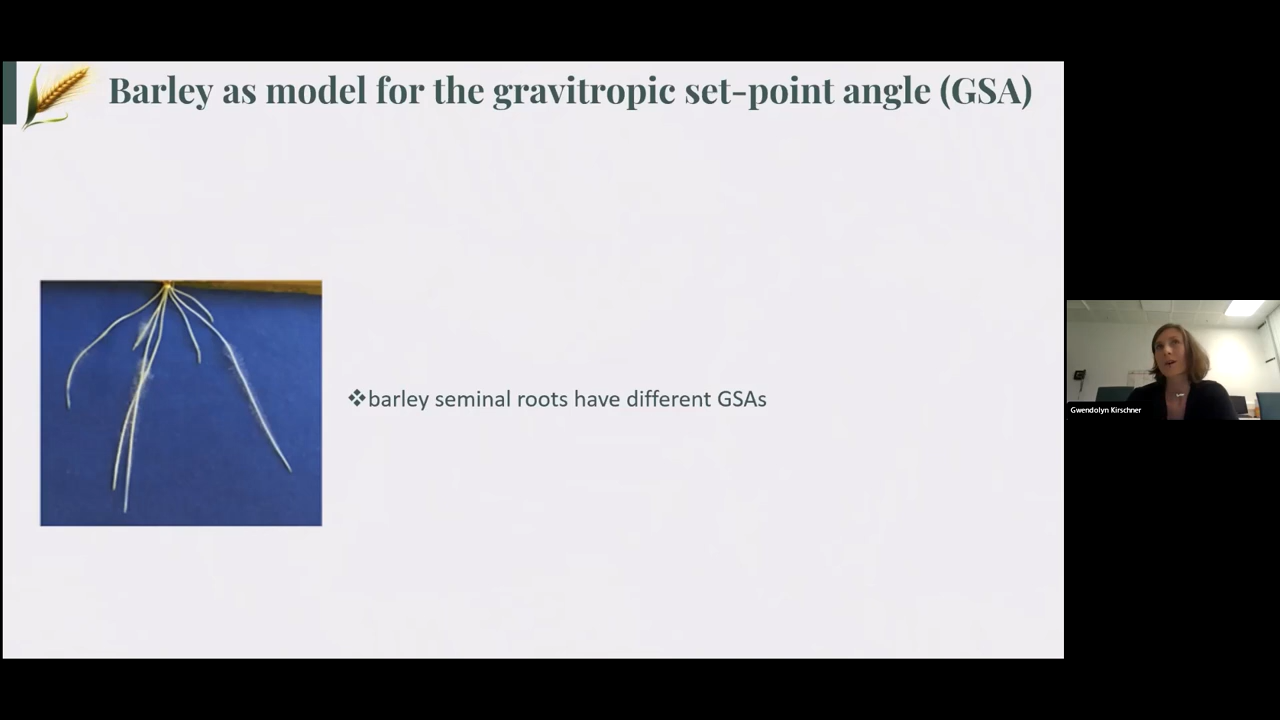 Barley as model for the gravitropic set-point angle (GSA)
❖barley seminal roots have different GSAs
Gwendolyn Kirschner